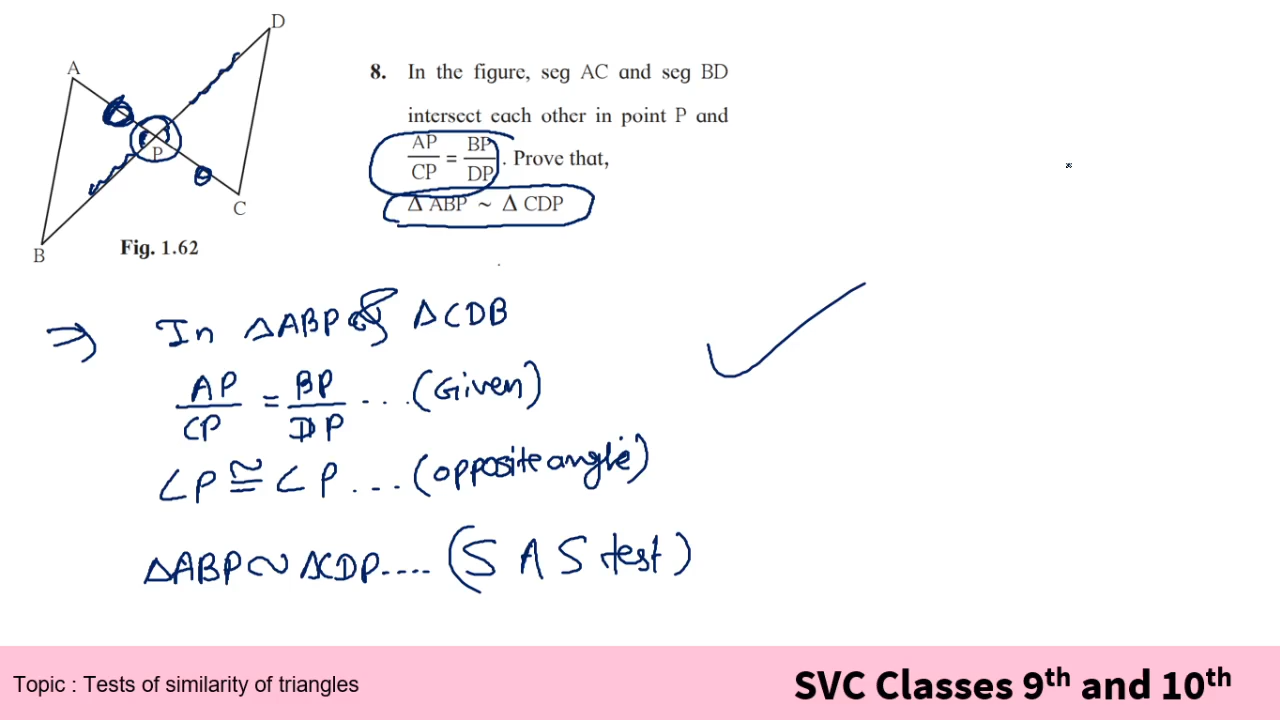 D
A
P
C
B
Fig. 1.62
8. In the figure, seg AC and seg BD
intersect each other in point P and
AP/CP = BP/DP . Prove that,
Δ ABP ~ Δ CDP
⇒ In ΔABP & ΔCDB
AP/CP = BP/DP ... (Given)
∠P ≅ ∠P ... (opposite angle)
ΔABP ~ ΔCDP .... (S A S test)
Topic : Tests of similarity of triangles
SVC Classes 9th and 10th